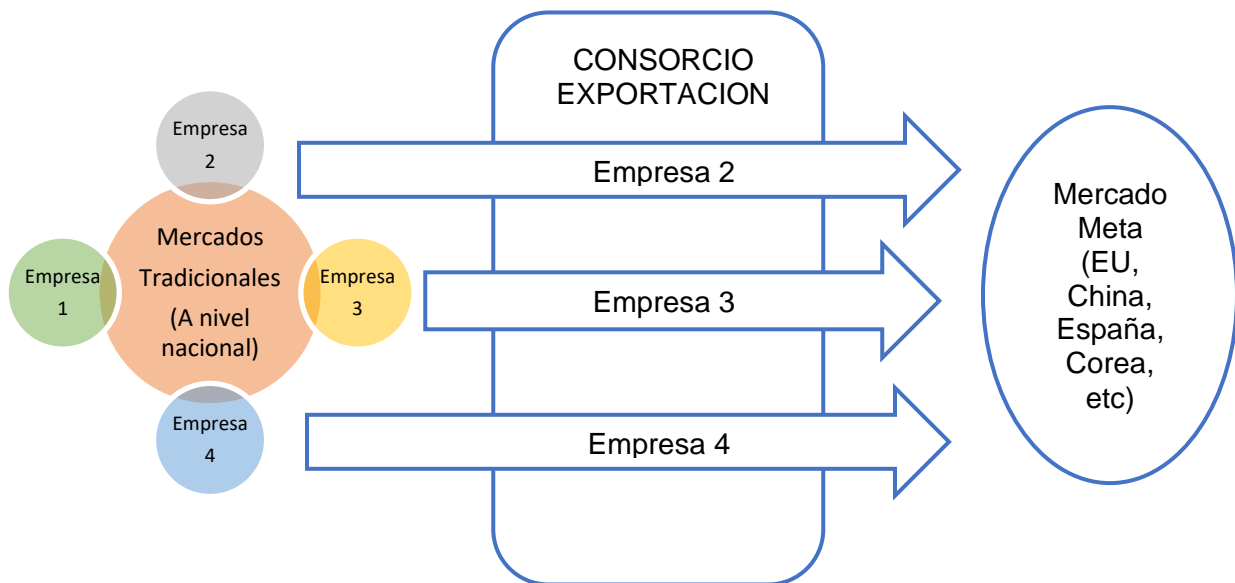 CONSORCIO
EXPORTACION
Empresa
2
Mercados
Tradicionales
(A nivel
nacional)
Empresa
1
Empresa
3
Empresa
4
Empresa 2
Empresa 3
Empresa 4
Mercado
Meta
(EU,
China,
España,
Corea,
etc)